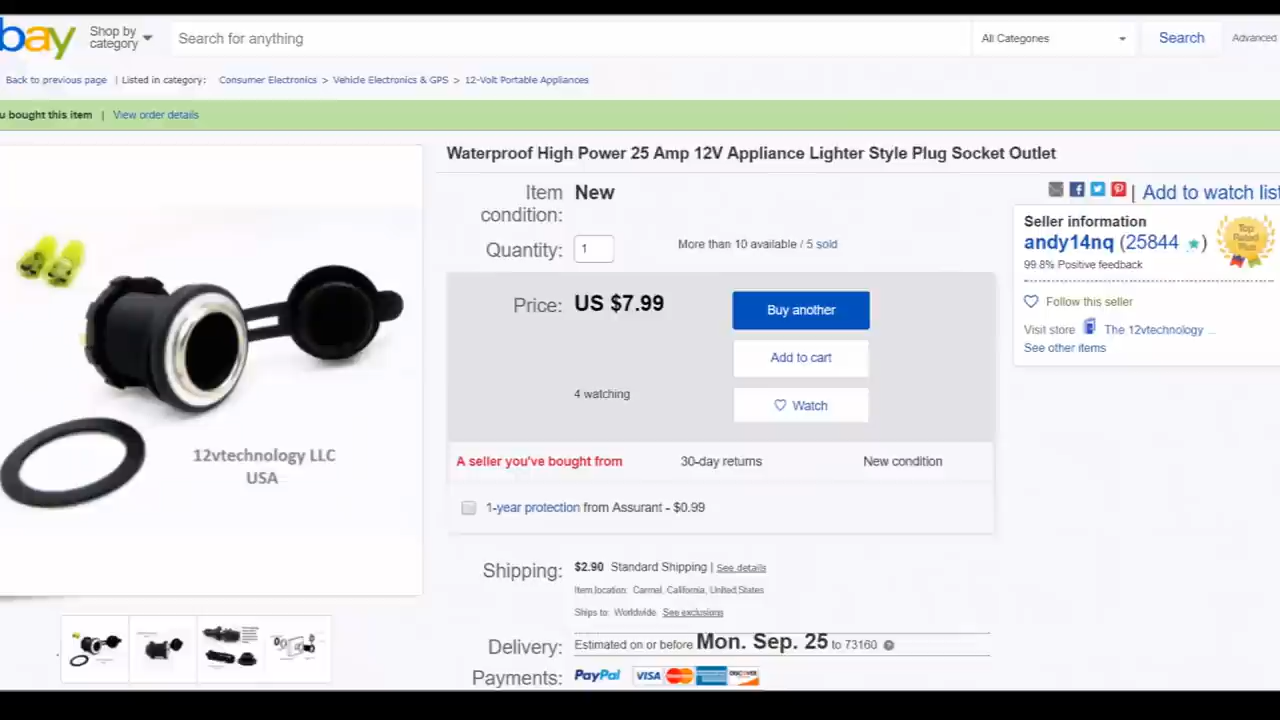 bay
Shop by category
Search for anything
All Categories
Search
Advanced
Back to previous page | Listed in category: Consumer Electronics > Vehicle Electronics & GPS > 12-Volt Portable Appliances
u bought this item | View order details
Waterproof High Power 25 Amp 12V Appliance Lighter Style Plug Socket Outlet
Item condition: New
| Add to watch list
Quantity: 1
More than 10 available / 5 sold
Price: US $7.99
Buy another
Add to cart
4 watching
Watch
A seller you've bought from
30-day returns
New condition
1-year protection from Assurant - $0.99
Shipping: $2.90 Standard Shipping | See details
Item location: Carmel, California, United States
Ships to: Worldwide See exclusions
Delivery: Estimated on or before Mon. Sep. 25 to 73160
Payments: PayPal VISA DISCOVER
Seller information
andy14nq (25844 )
99.8% Positive feedback
Top Rated Plus
Follow this seller
Visit store The 12vtechnology ...
See other items
12vtechnology LLC
USA